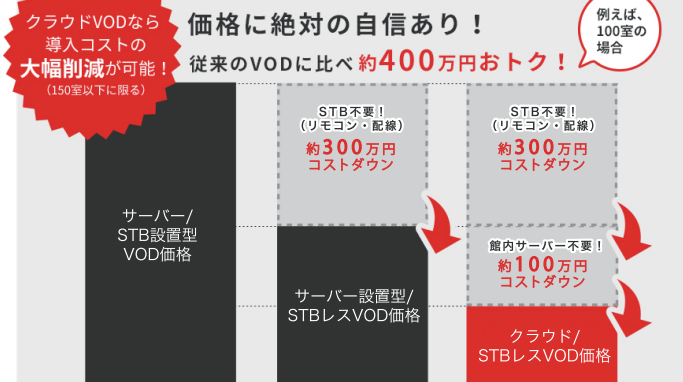 クラウドVODなら
導入コストの
大幅削減が可能！
（150室以下に限る）
価格に絶対の自信あり！
従来のVODに比べ約400万円おトク！
例えば、
100室の
場合
サーバー/
STB設置型
VOD価格
STB不要！
（リモコン・配線）
約300万円
コストダウン
サーバー設置型/
STBレスVOD価格
STB不要！
（リモコン・配線）
約300万円
コストダウン
館内サーバー不要！
約100万円
コストダウン
クラウド/
STBレスVOD価格